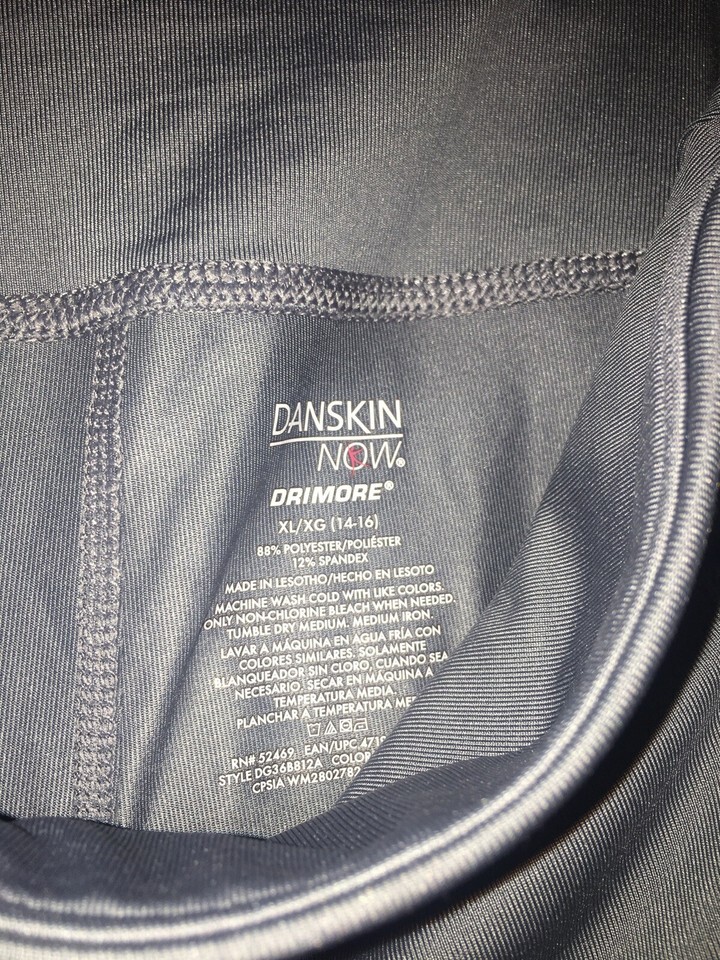 DANSKIN
NOW®
DRIMORE®
XL/XG (14-16)
88% POLYESTER/POLIÉSTER
12% SPANDEX
MADE IN LESOTHO/HECHO EN LESOTO
MACHINE WASH COLD WITH LIKE COLORS.
ONLY NON-CHLORINE BLEACH WHEN NEEDED.
TUMBLE DRY MEDIUM. MEDIUM IRON.
LAVAR A MÁQUINA EN AGUA FRÍA CON
COLORES SIMILARES. SOLAMENTE
BLANQUEADOR SIN CLORO, CUANDO SEA
NECESARIO. SECAR EN MÁQUINA A
TEMPERATURA MEDIA.
PLANCHAR A TEMPERATURA
RN# 52469 EAN/UPC
STYLE DG36B812A COLOR
CPSIA